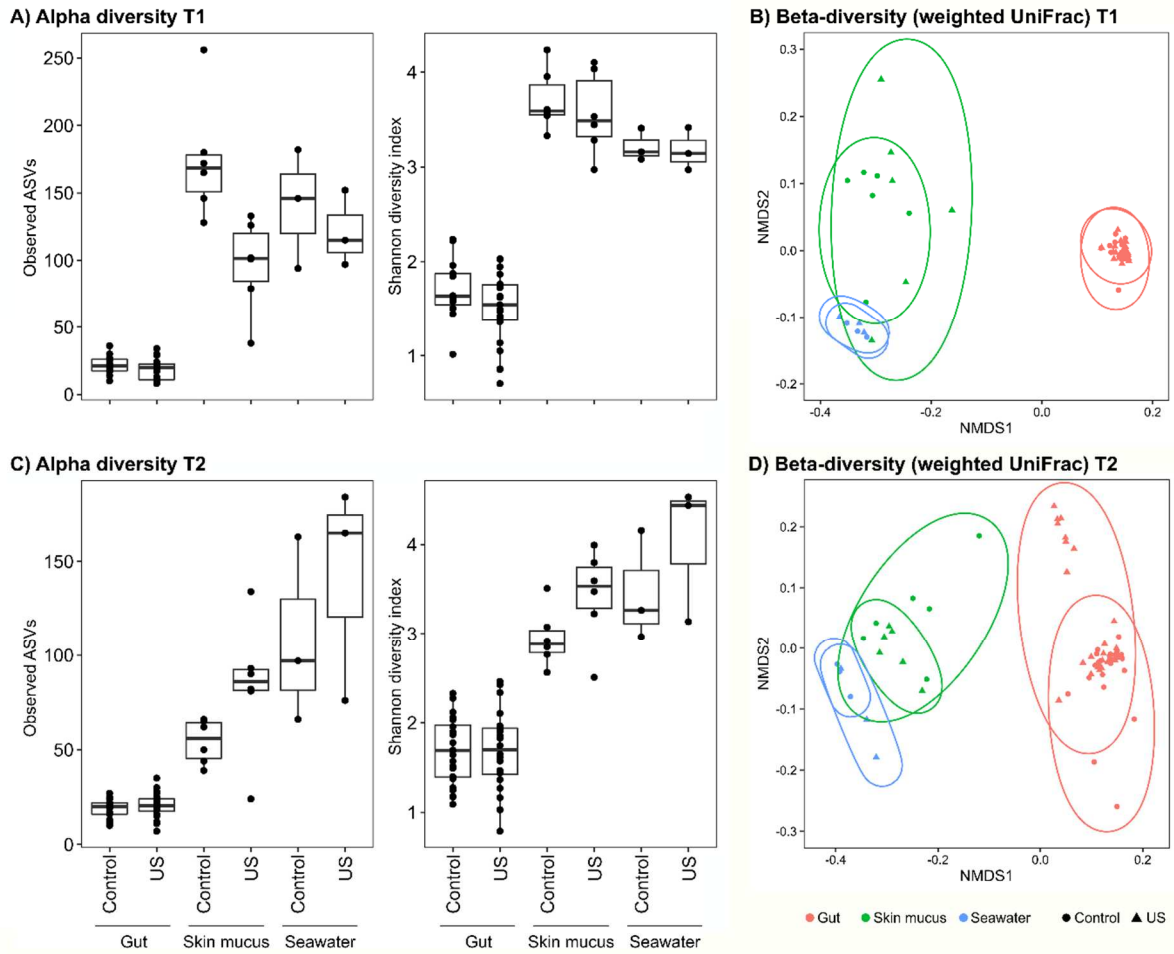 A) Alpha diversity T1
Observed ASVs
250
200
150
100
50
0
Shannon diversity index
4
3
2
1
B) Beta-diversity (weighted UniFrac) T1
NMDS2
0.3
0.2
0.1
0.0
-0.1
-0.2
-0.4
-0.2
0.0
0.2
NMDS1
C) Alpha diversity T2
Observed ASVs
150
100
50
0
Control
US
Control
US
Control
US
Gut
Skin mucus
Seawater
Shannon diversity index
4
3
2
1
Control
US
Control
US
Control
US
Gut
Skin mucus
Seawater
D) Beta-diversity (weighted UniFrac) T2
NMDS2
0.2
0.1
0.0
-0.1
-0.2
-0.3
-0.4
-0.2
0.0
0.2
NMDS1
Gut
Skin mucus
Seawater
Control
US